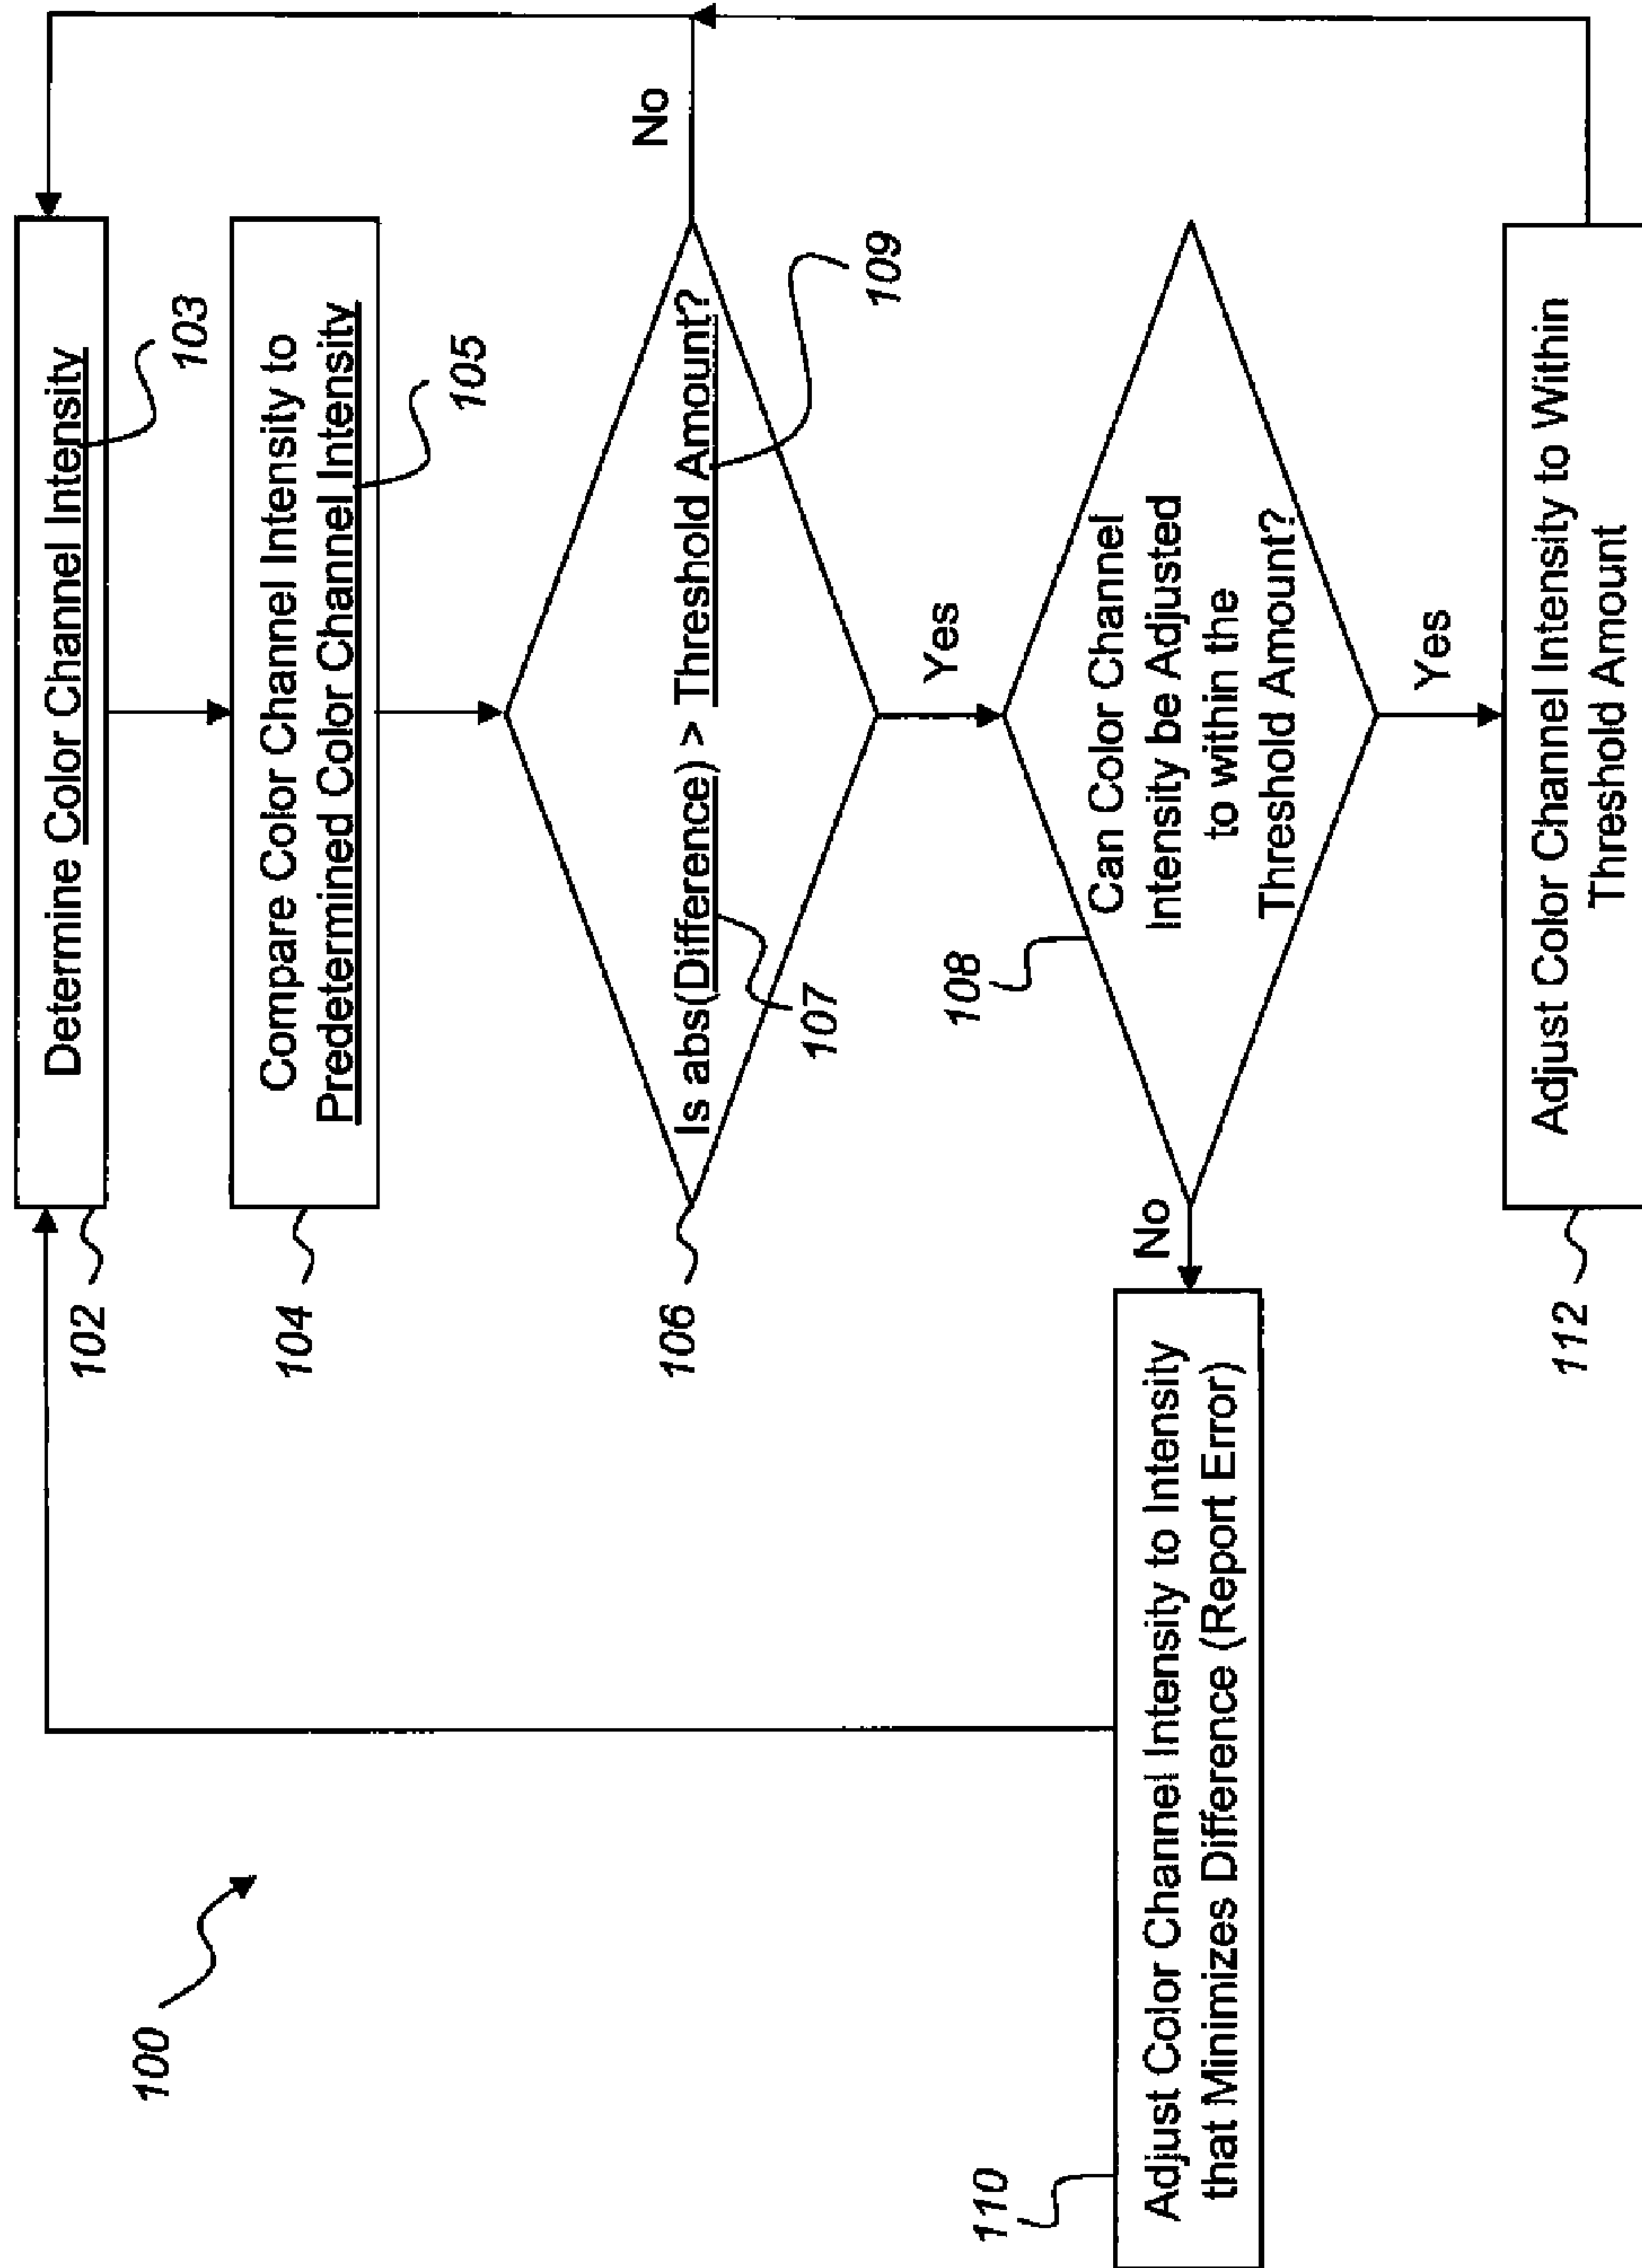 100
102
Determine Color Channel Intensity
103
104
Compare Color Channel Intensity to
Predetermined Color Channel Intensity
105
106
Is abs(Difference) > Threshold Amount?
107
109
No
Yes
108
Can Color Channel
Intensity be Adjusted
to within the
Threshold Amount?
No
Yes
110
Adjust Color Channel Intensity to Intensity
that Minimizes Difference (Report Error)
112
Adjust Color Channel Intensity to Within
Threshold Amount